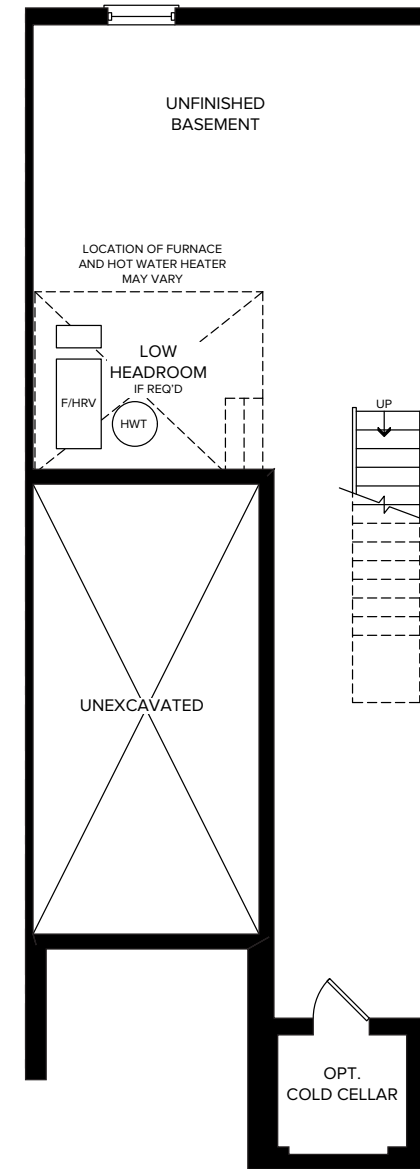 UNFINISHED
BASEMENT
LOCATION OF FURNACE
AND HOT WATER HEATER
MAY VARY
LOW
HEADROOM
IF REQ'D
F/HRV
HWT
UP
UNEXCAVATED
OPT.
COLD CELLAR